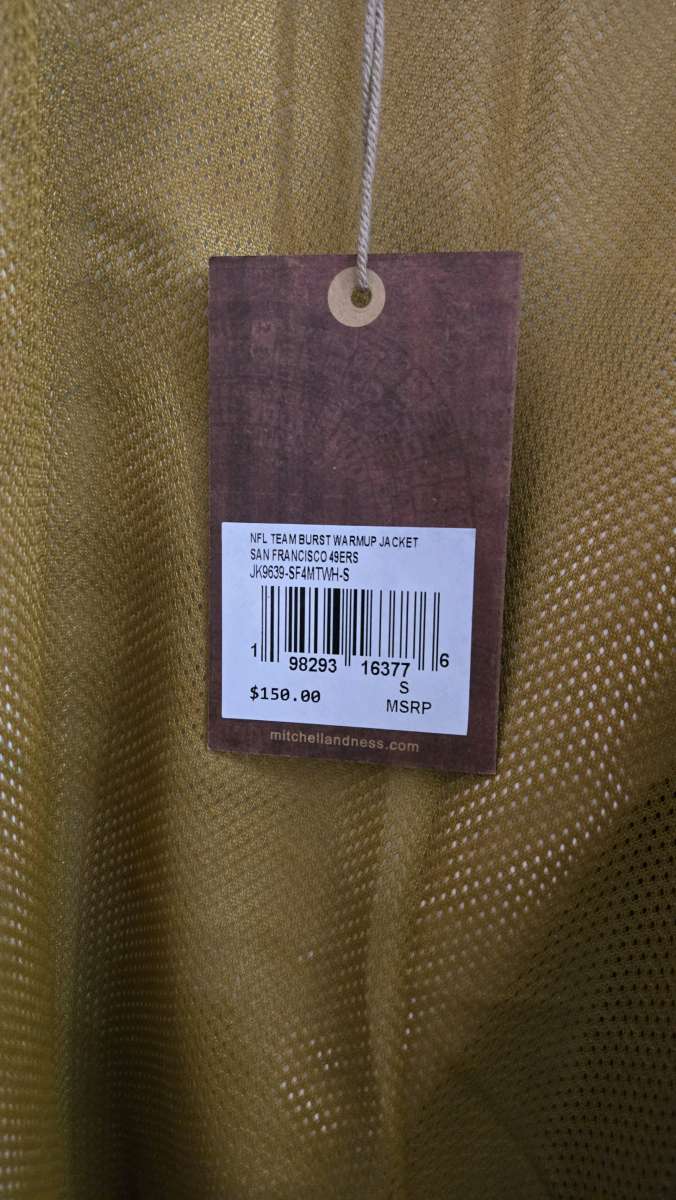 NFL TEAM BURST WARMUP JACKET
SAN FRANCISCO 49ERS
JK9639-SF4MTWH-S
1 98293 16377 6
S
$150.00
MSRP
mitchellandness.com